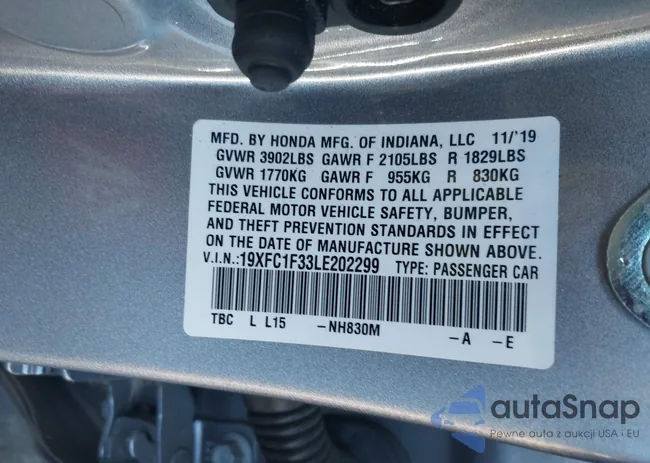 MFD. BY HONDA MFG. OF INDIANA, LLC 11/'19
GVWR 3902LBS GAWR F 2105LBS R 1829LBS
GVWR 1770KG GAWR F 955KG R 830KG
THIS VEHICLE CONFORMS TO ALL APPLICABLE
FEDERAL MOTOR VEHICLE SAFETY, BUMPER,
AND THEFT PREVENTION STANDARDS IN EFFECT
ON THE DATE OF MANUFACTURE SHOWN ABOVE.
V.I.N.:19XFC1F33LE202299 TYPE: PASSENGER CAR
TBC L L15 -NH830M -A -E
autaSnap
Pewne auta z aukcji USA i EU